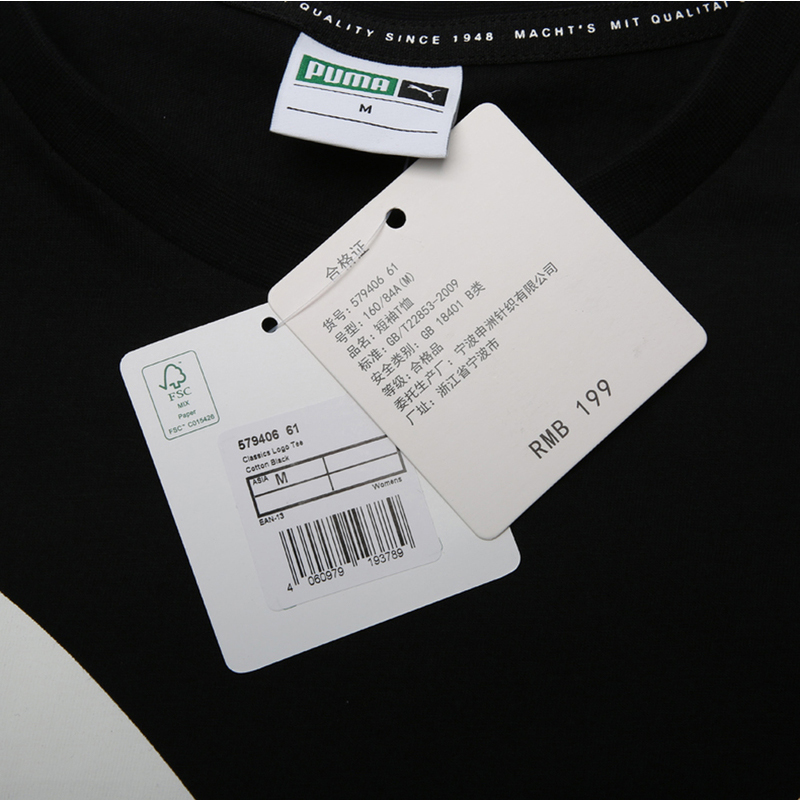 QUALITY SINCE 1948 MACHT'S MIT QUALITÄT
PUMA
M
合格证
货号: 579406 61
号型: 160/84A(M)
品名: 短袖T恤
标准: GB/T22853-2009
安全类别: GB 18401 B类
等级: 合格品
委托生产厂: 宁波申洲针织有限公司
厂址: 浙江省宁波市
RMB 199
FSC
MIX
Paper
FSC™ C015426
579406 61
Classics Logo Tee
Cotton Black
ASIA M
Womens
EAN-13
4 060979 193789